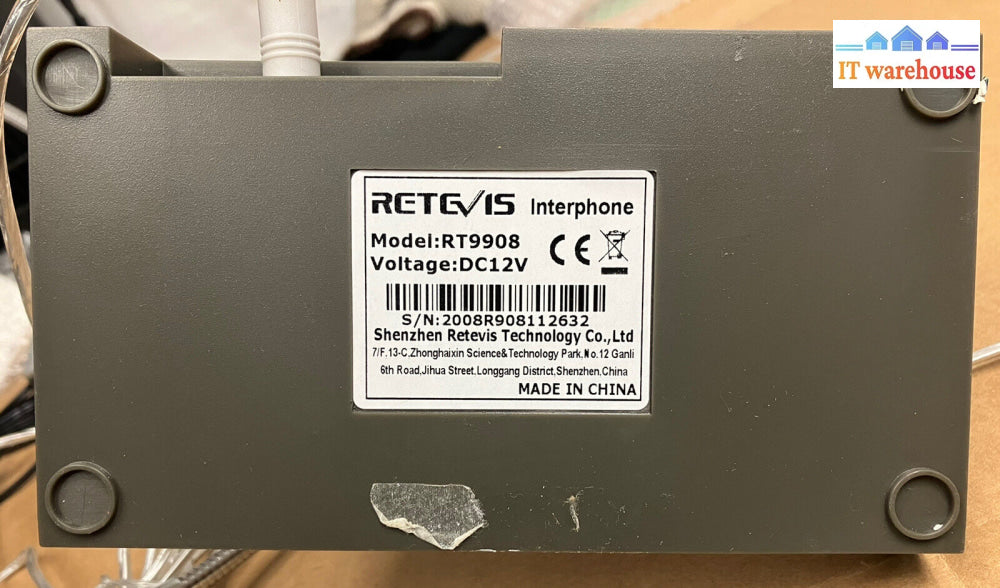 IT warehouse
RETEVIS Interphone
Model:RT9908
Voltage:DC12V
CE
S/N:2008R908112632
Shenzhen Retevis Technology Co.,Ltd
7/F.13-C,Zhonghaixin Science&Technology Park.No.12 Ganli
6th Road,Jihua Street.Longgang District,Shenzhen.China
MADE IN CHINA